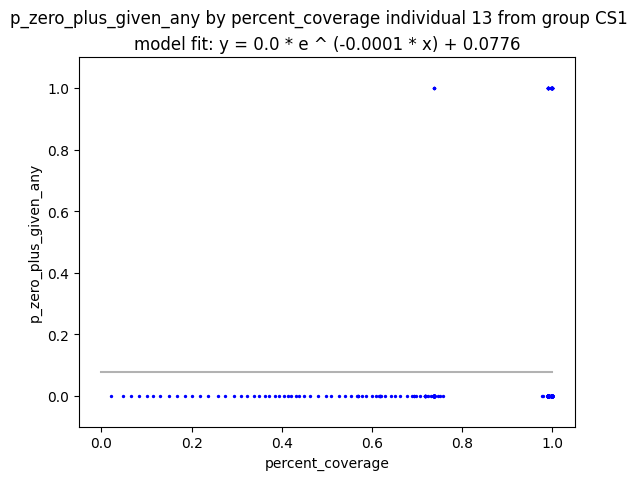 p_zero_plus_given_any by percent_coverage individual 13 from group CS1
model fit: y = 0.0 * e ^ (-0.0001 * x) + 0.0776
1.0
0.8
0.6
0.4
0.2
0.0
p_zero_plus_given_any
0.0 0.2 0.4 0.6 0.8 1.0
percent_coverage